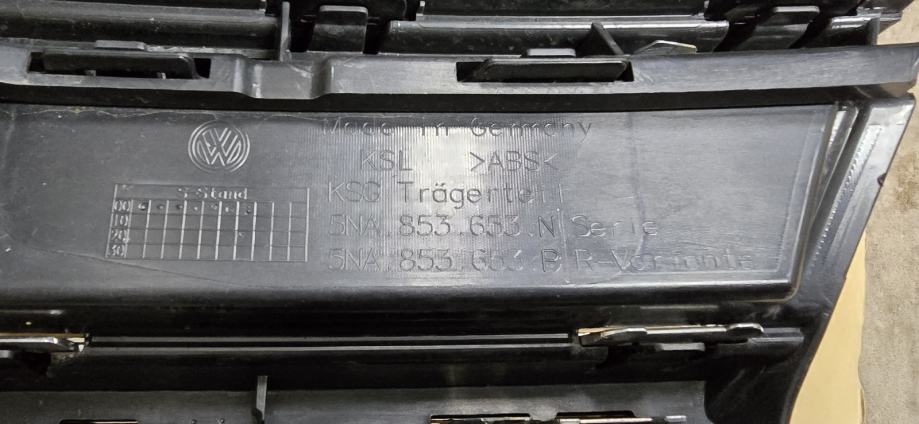 Made in Germany
KSL >ABS<
KSG Trägerteil
5NA.853.653.N Serie
5NA.853.653.B R-Variante
S-Stand
00
10
20
30